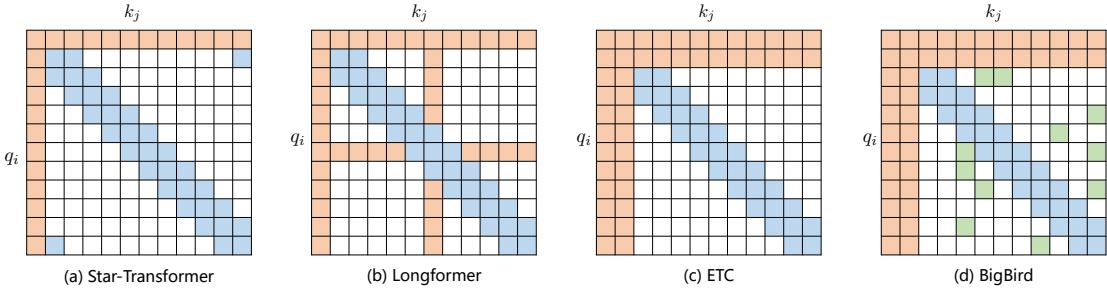 k_j k_j k_j k_j
q_i q_i q_i q_i
(a) Star-Transformer (b) Longformer (c) ETC (d) BigBird